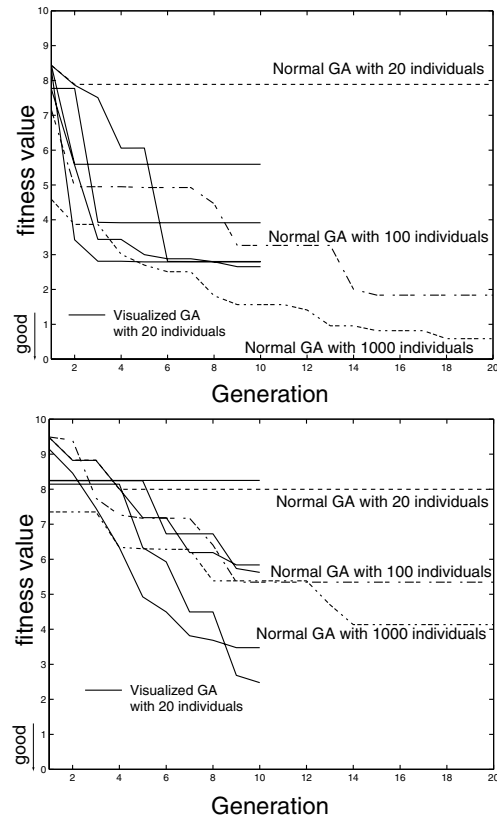 10
9
8
7
6
5
4
3
2
1
0
fitness value
good
Normal GA with 20 individuals
Normal GA with 100 individuals
Normal GA with 1000 individuals
Visualized GA
with 20 individuals
2 4 6 8 10 12 14 16 18 20
Generation
10
9
8
7
6
5
4
3
2
1
0
fitness value
good
Normal GA with 20 individuals
Normal GA with 100 individuals
Normal GA with 1000 individuals
Visualized GA
with 20 individuals
2 4 6 8 10 12 14 16 18 20
Generation